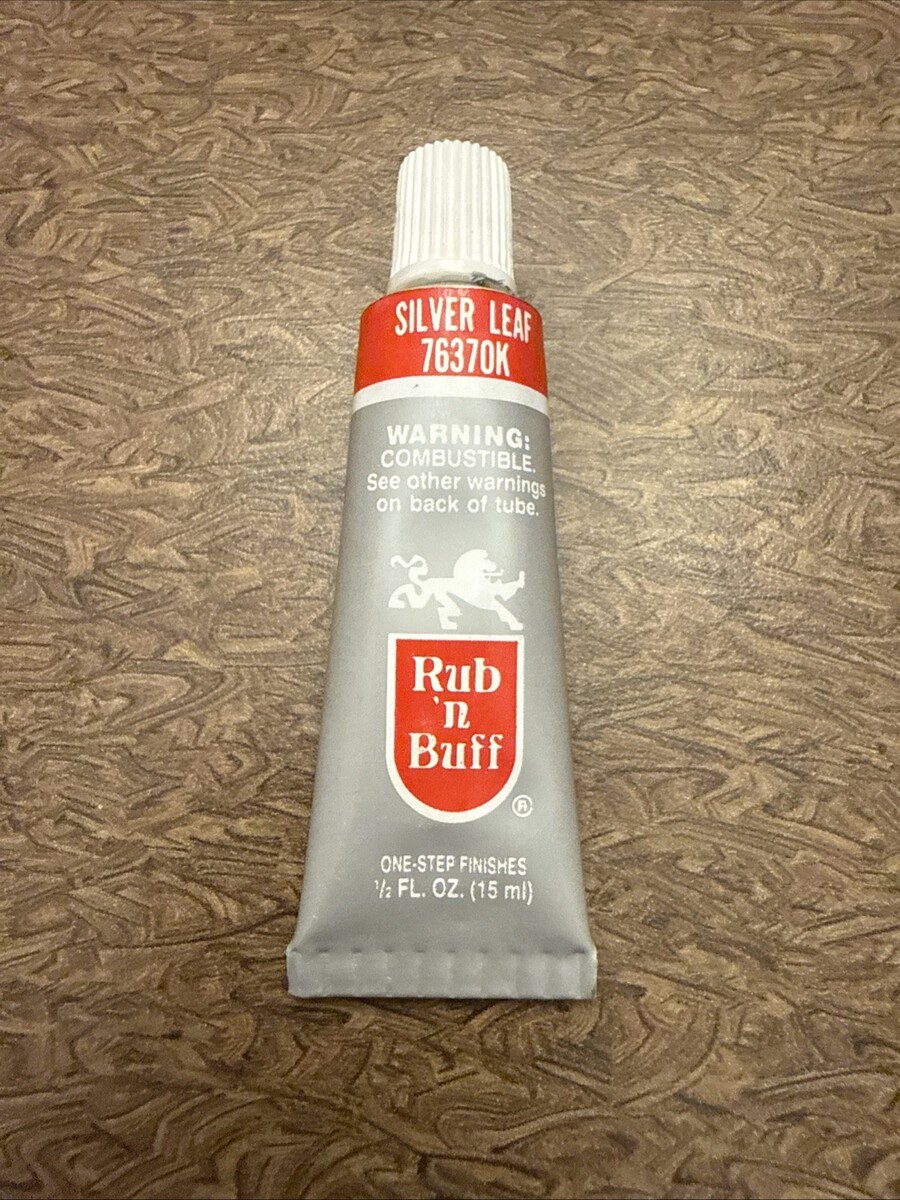 SILVER LEAF
76370K
WARNING:
COMBUSTIBLE.
See other warnings
on back of tube.
Rub
'n
Buff
®
ONE-STEP FINISHES
½ FL. OZ. (15 ml)